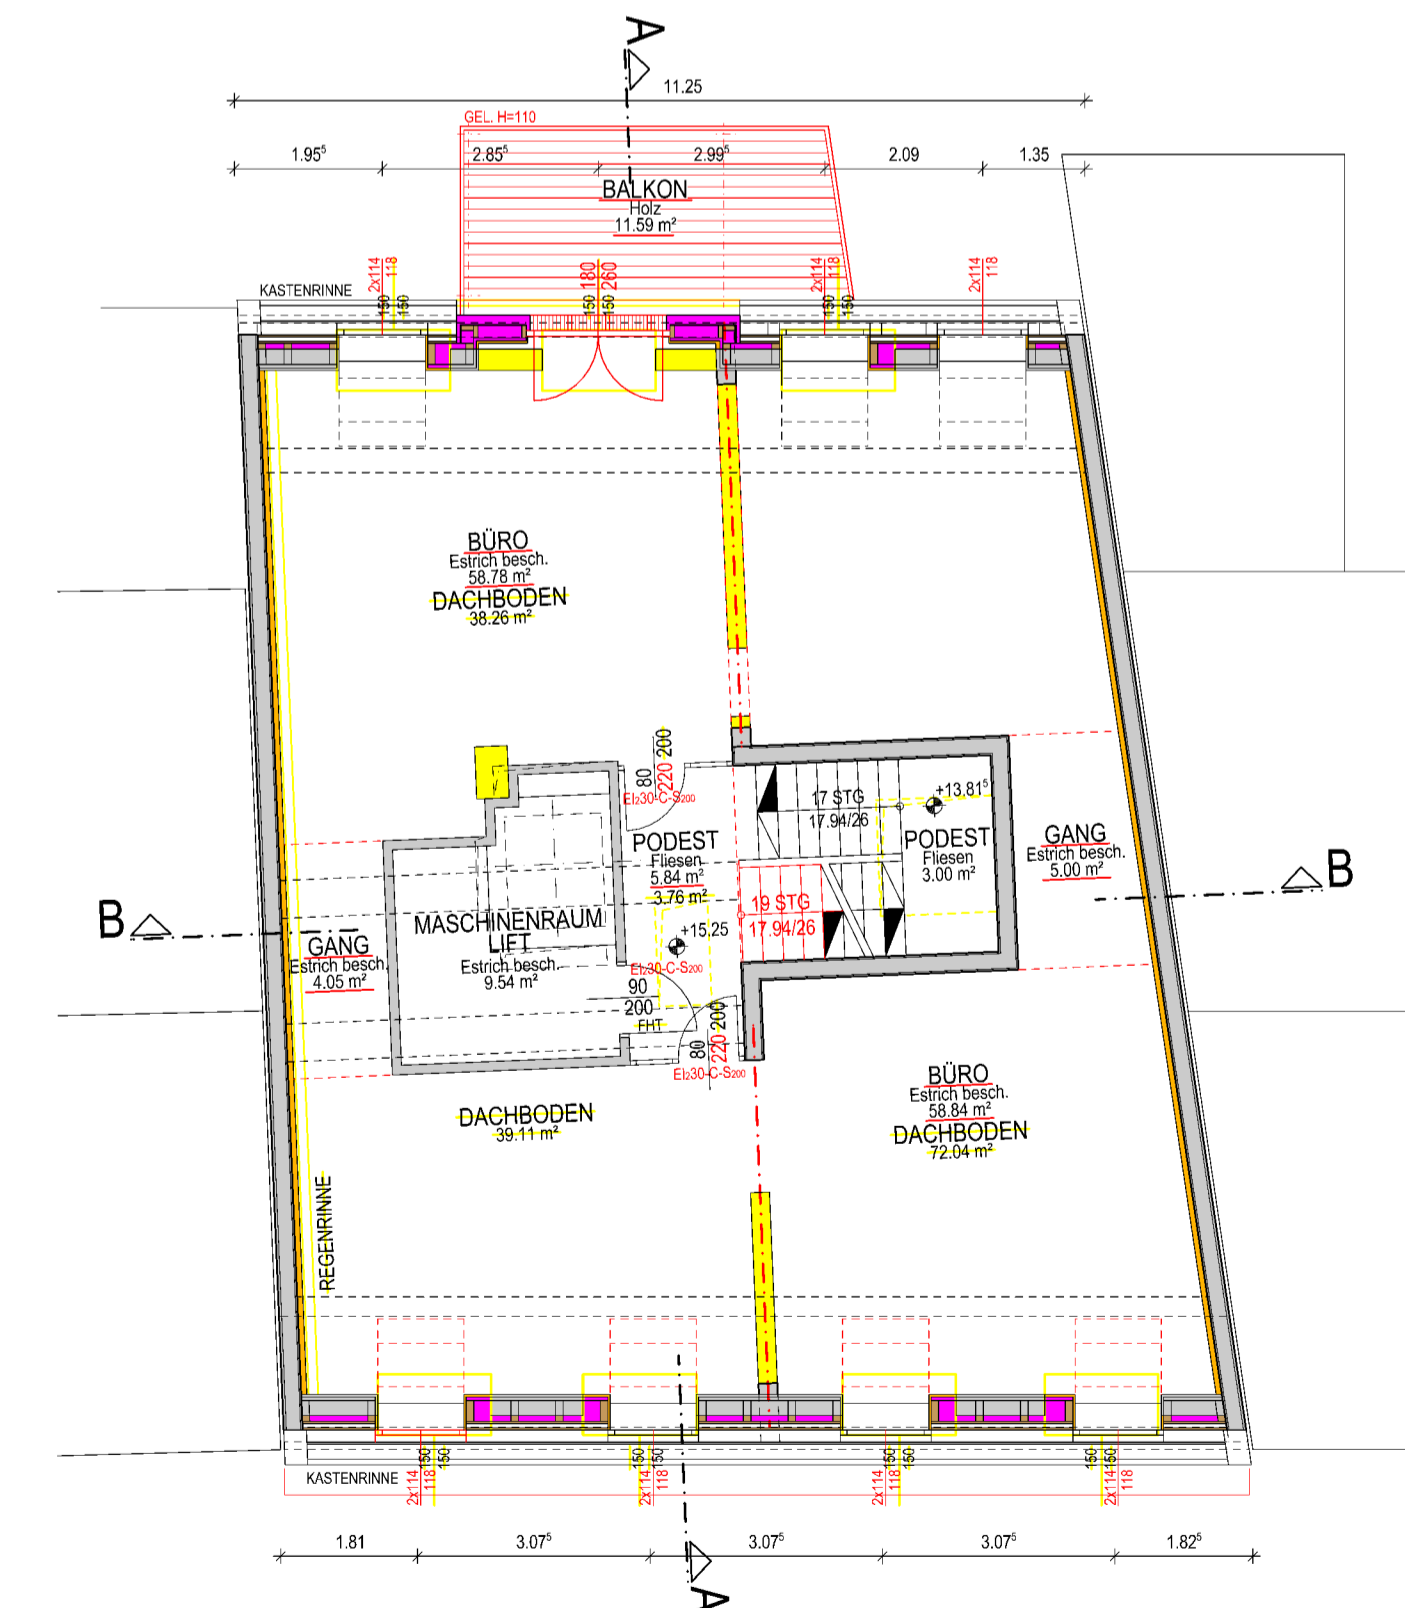 A
11.25
GEL. H=110
1.95⁵
2.85⁵
2.99⁵
2.09
1.35
BALKON
Holz
11.59 m²
KASTENRINNE
2x114
118
150
150
180
260
150
150
2x114
118
150
150
2x114
118
BÜRO
Estrich besch.
58.78 m²
DACHBODEN
38.26 m²
80
200
220
EI₂30-C-S₂₀₀
PODEST
Fliesen
5.84 m²
3.76 m²
17 STG
17.94/26
+13.81⁵
PODEST
Fliesen
3.00 m²
GANG
Estrich besch.
5.00 m²
B
B
19 STG
17.94/26
MASCHINENRAUM
LIFT
Estrich besch.
9.54 m²
+15.25
GANG
Estrich besch.
4.05 m²
EI₂30-C-S₂₀₀
90
200
FHT
80
200
220
EI₂30-C-S₂₀₀
BÜRO
Estrich besch.
58.84 m²
DACHBODEN
72.04 m²
DACHBODEN
39.11 m²
REGENRINNE
KASTENRINNE
2x114
118
150
150
2x114
118
150
150
2x114
118
150
150
2x114
118
150
150
1.81
3.07⁵
3.07⁵
3.07⁵
1.82⁵
A